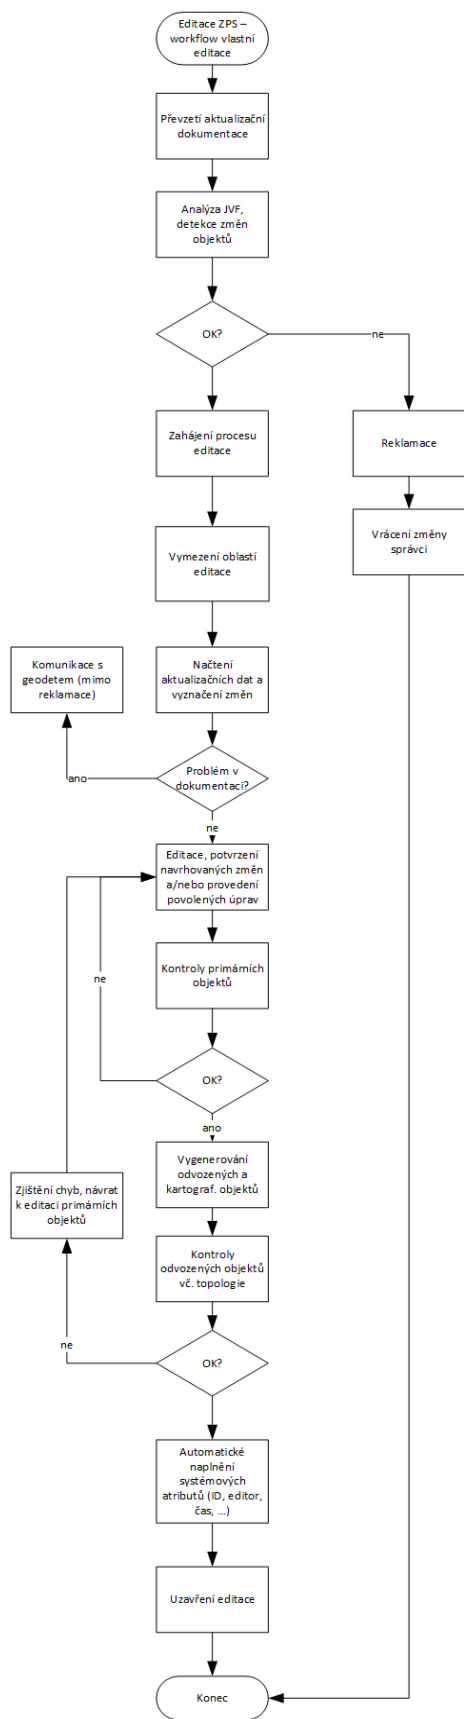 Editace ZPS –
workflow vlastní
editace
Převzetí aktualizační
dokumentace
Analýza JVF,
detekce změn
objektů
OK?
ne
Zahájení procesu
editace
Reklamace
Vrácení změny
správci
Vymezení oblastí
editace
Komunikace s
geodetem (mimo
reklamace)
Načtení
aktualizačních dat a
vyznačení změn
Problém v
dokumentaci?
ano
ne
Editace, potvrzení
navrhovaných změn
a/nebo provedení
povolených úprav
ne
Kontroly primárních
objektů
OK?
ano
Vygenerování
odvozených a
kartograf. objektů
Zjištění chyb, návrat
k editaci primárních
objektů
Kontroly
odvozených objektů
vč. topologie
ne
OK?
Automatické
naplnění
systémových
atributů (ID, editor,
čas, ...)
Uzavření editace
Konec